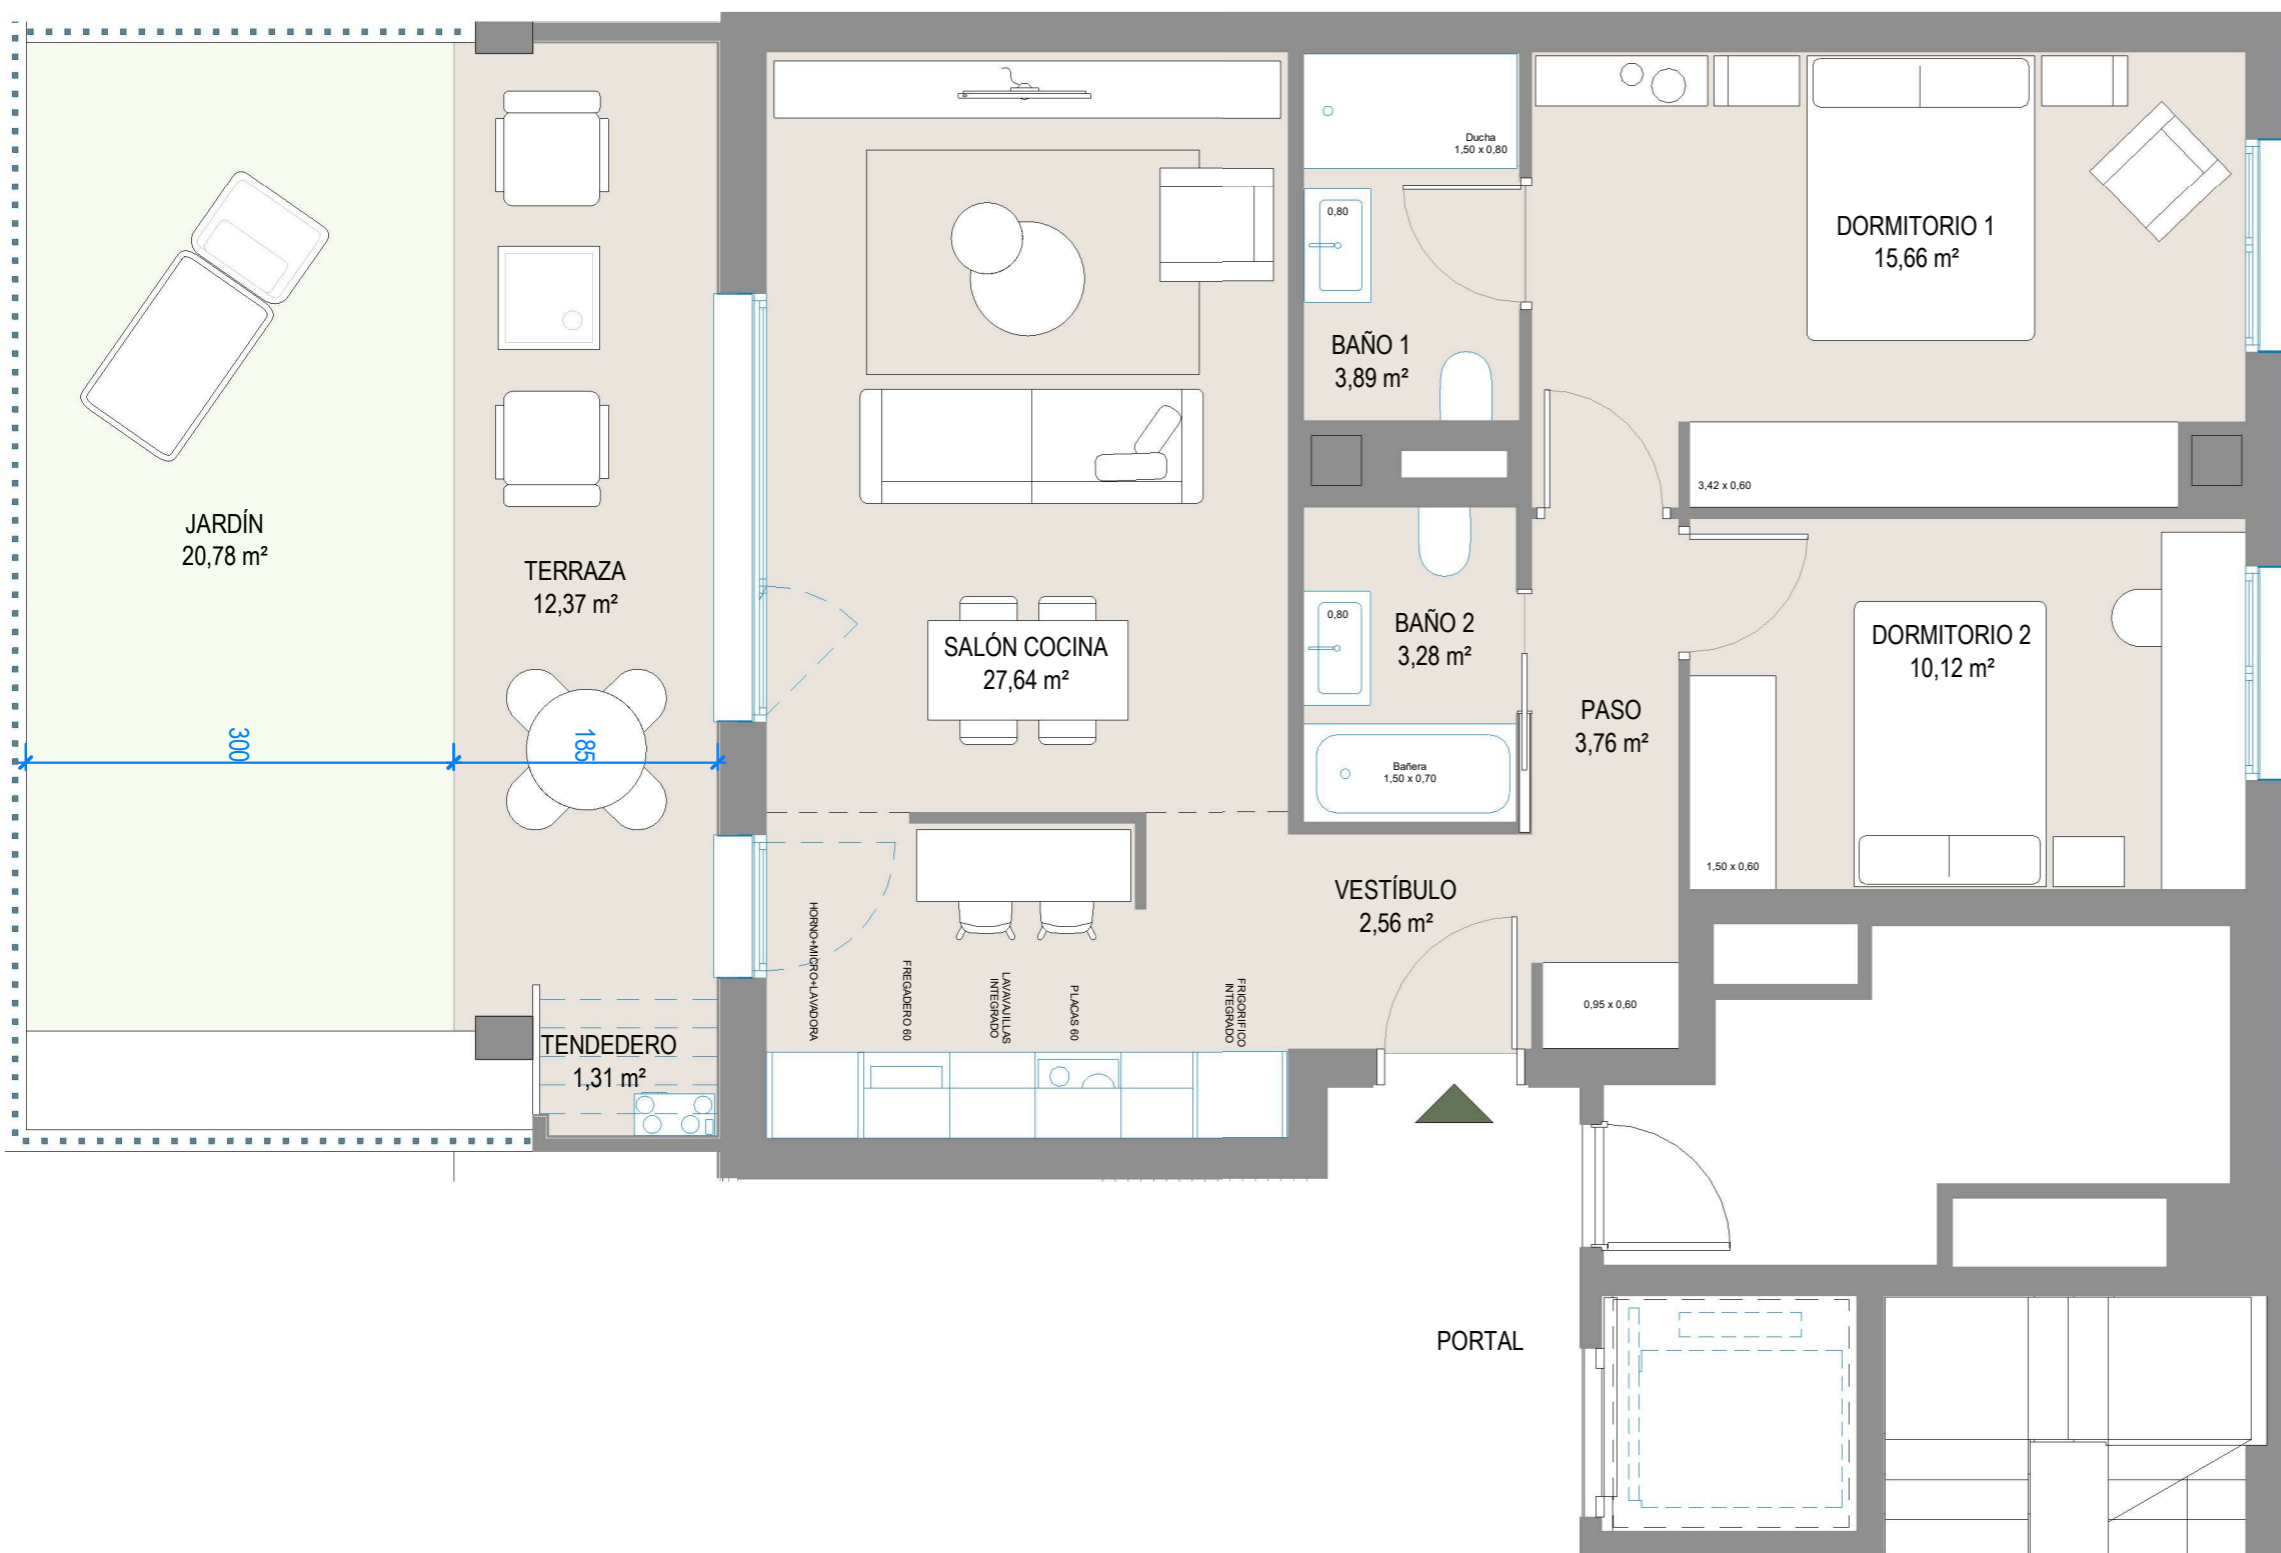 Ducha
1,50 x 0,80
0,80
DORMITORIO 1
15,66 m²
BAÑO 1
3,89 m²
3,42 x 0,60
JARDÍN
20,78 m²
TERRAZA
12,37 m²
SALÓN COCINA
27,64 m²
0,80
BAÑO 2
3,28 m²
DORMITORIO 2
10,12 m²
300
185
PASO
3,76 m²
Bañera
1,50 x 0,70
1,50 x 0,60
VESTÍBULO
2,56 m²
HORNO+MICRO+LAVADORA
FREGADERO 60
LAVAVAJILLAS
INTEGRADO
PLACAS 60
FRIGORIFICO
INTEGRADO
0,95 x 0,60
TENDEDERO
1,31 m²
PORTAL